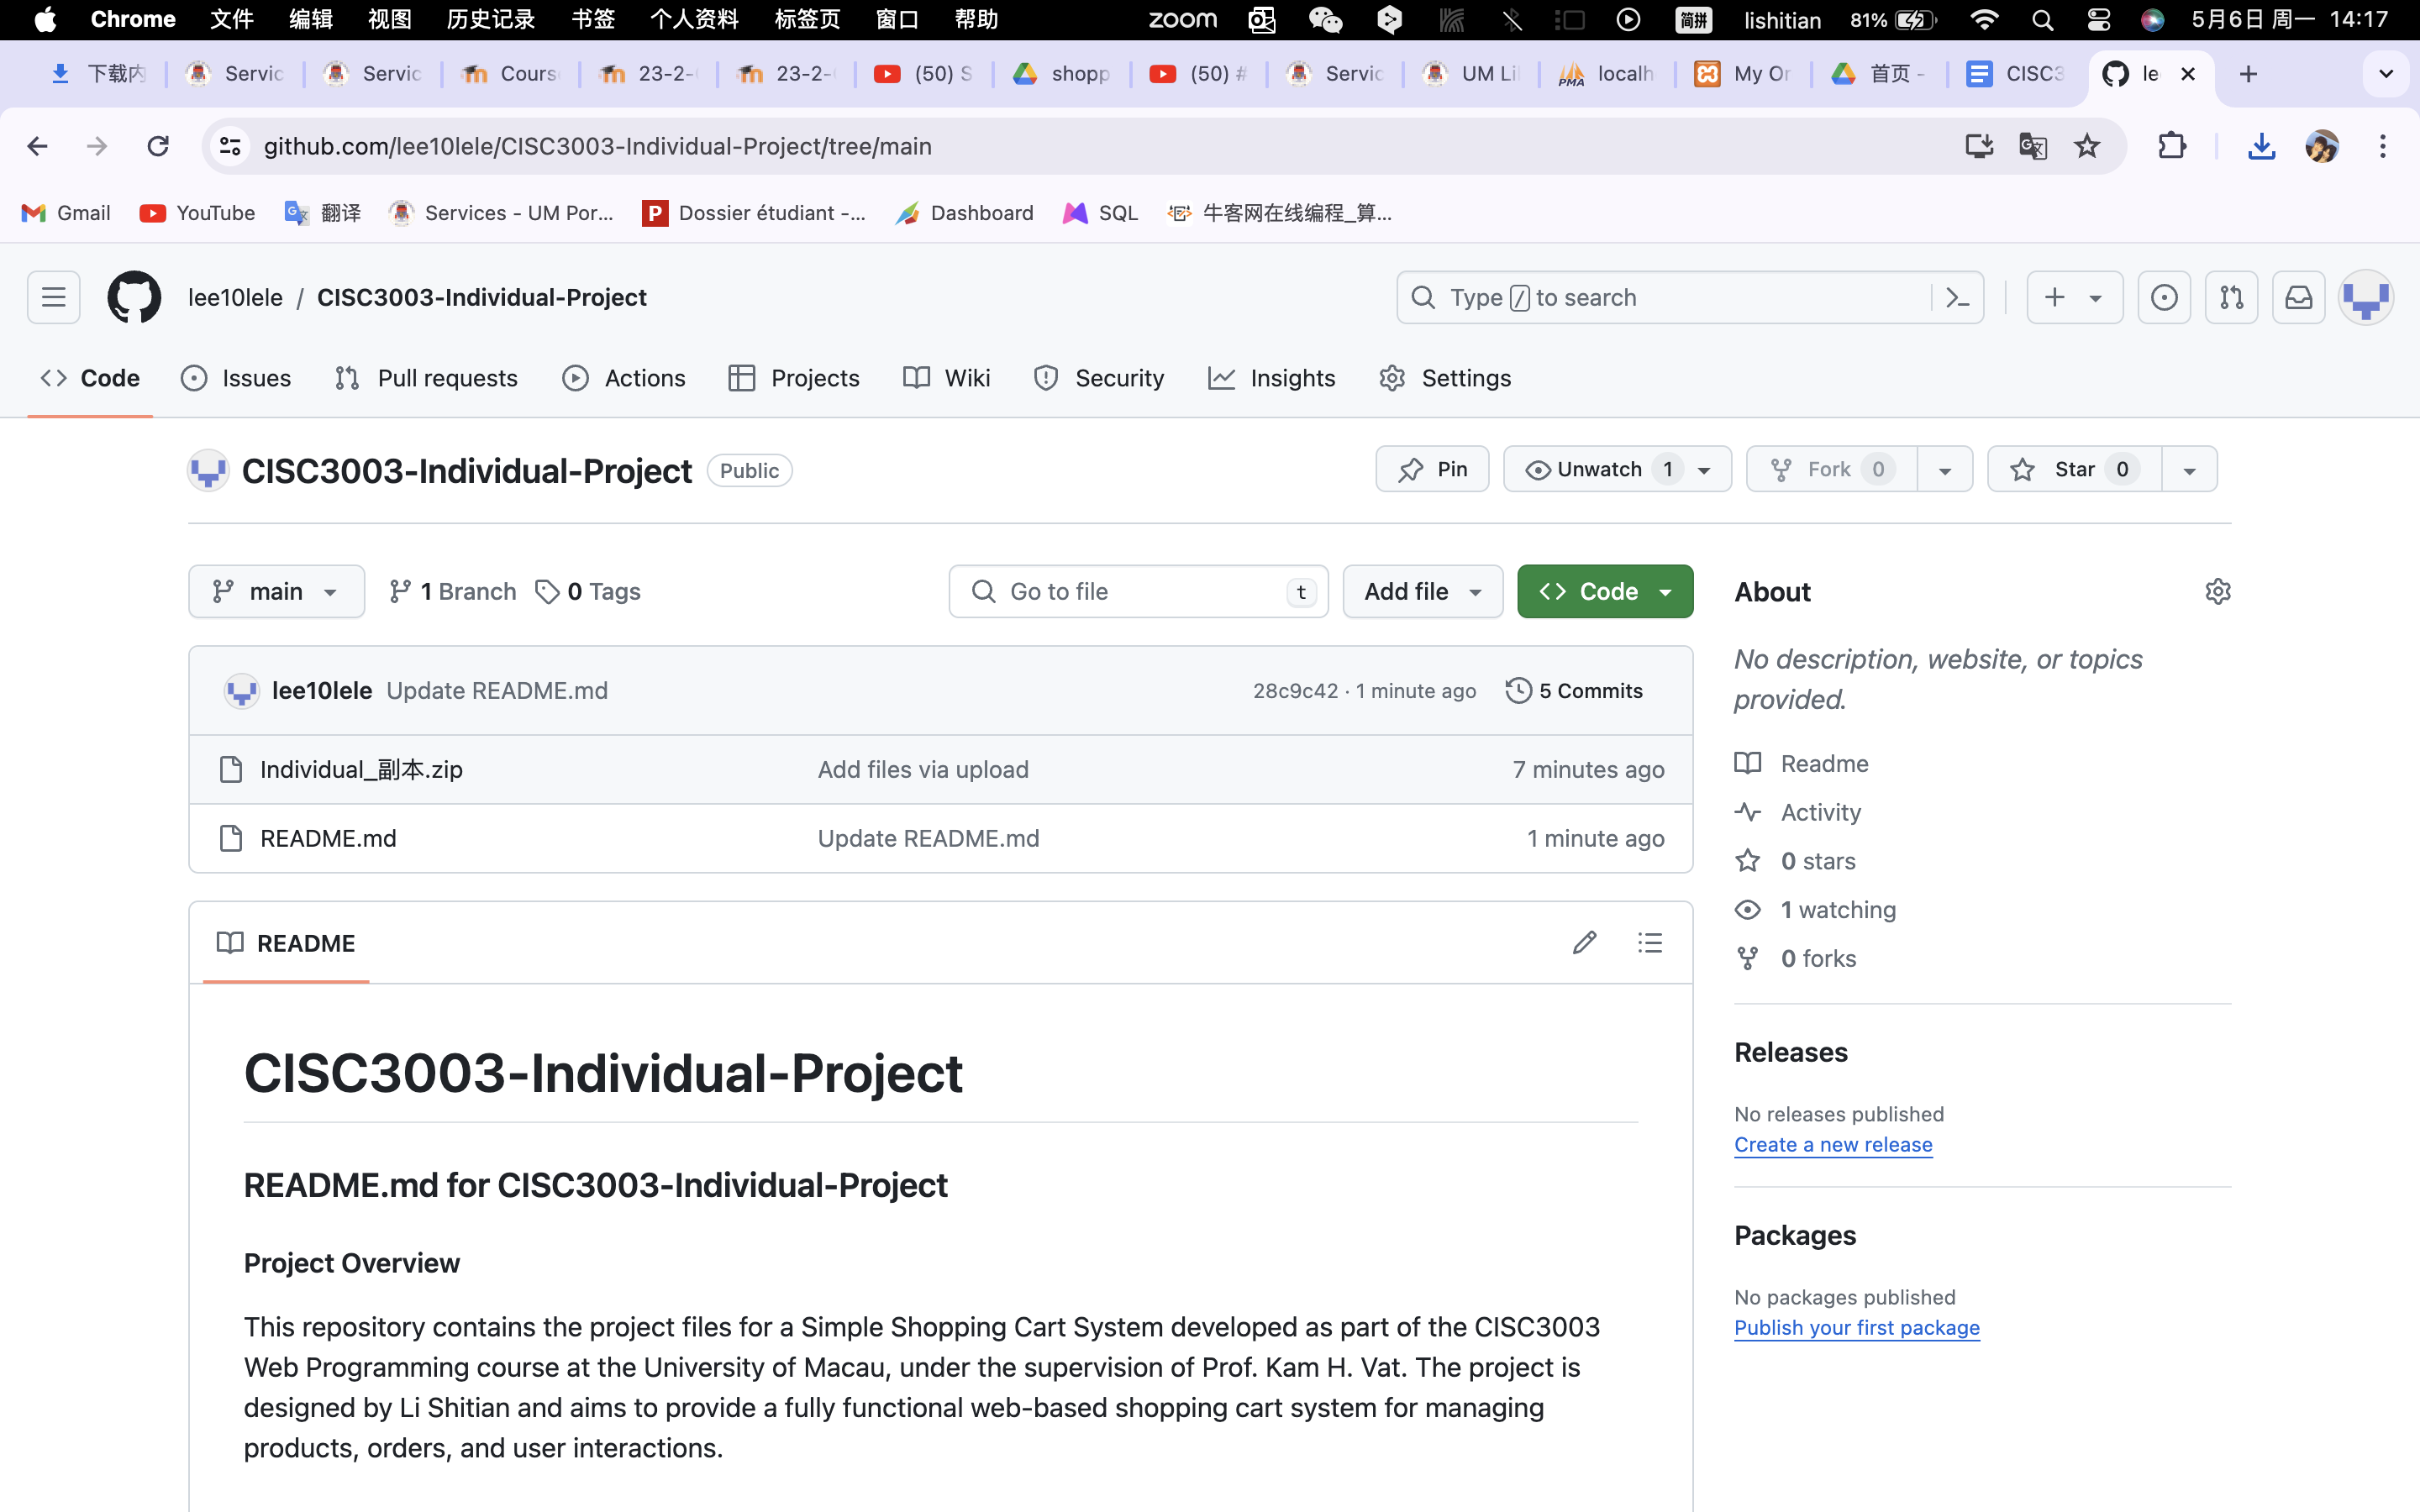 Chrome 文件 编辑 视图 历史记录 书签 个人资料 标签页 窗口 帮助 zoom 简拼 lishitian 81% 5月6日 周一 14:17
下载内 Servic Servic Cours 23-2- 23-2- (50) S shopp (50) # Servic UM Li localh My Or 首页 - CISC3 le
github.com/lee10lele/CISC3003-Individual-Project/tree/main
Gmail YouTube 翻译 Services - UM Por... Dossier étudiant -... Dashboard SQL 牛客网在线编程_算...
lee10lele / CISC3003-Individual-Project Type / to search
Code Issues Pull requests Actions Projects Wiki Security Insights Settings
CISC3003-Individual-Project Public Pin Unwatch 1 Fork 0 Star 0
main 1 Branch 0 Tags Go to file t Add file Code About
No description, website, or topics
provided.
lee10lele Update README.md 28c9c42 · 1 minute ago 5 Commits
Individual_副本.zip Add files via upload 7 minutes ago
README.md Update README.md 1 minute ago
Readme
Activity
0 stars
1 watching
0 forks
README
CISC3003-Individual-Project
README.md for CISC3003-Individual-Project
Project Overview
This repository contains the project files for a Simple Shopping Cart System developed as part of the CISC3003
Web Programming course at the University of Macau, under the supervision of Prof. Kam H. Vat. The project is
designed by Li Shitian and aims to provide a fully functional web-based shopping cart system for managing
products, orders, and user interactions.
Releases
No releases published
Create a new release
Packages
No packages published
Publish your first package